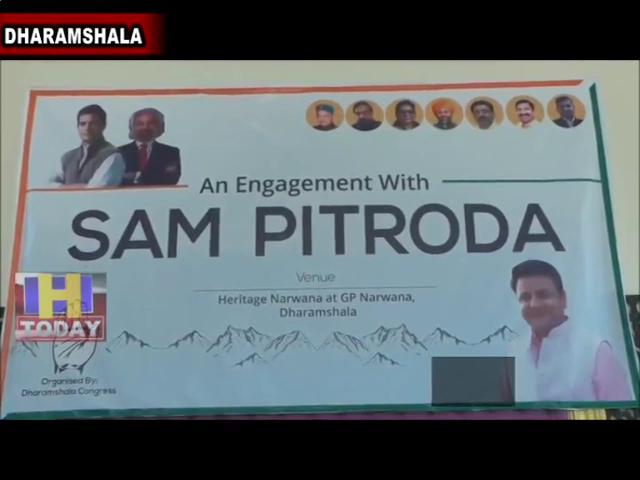 DHARAMSHALA
An Engagement With
SAM PITRODA
Venue
Heritage Narwana at GP Narwana,
Dharamshala
H
TODAY
Organised By:
Dharamshala Congress